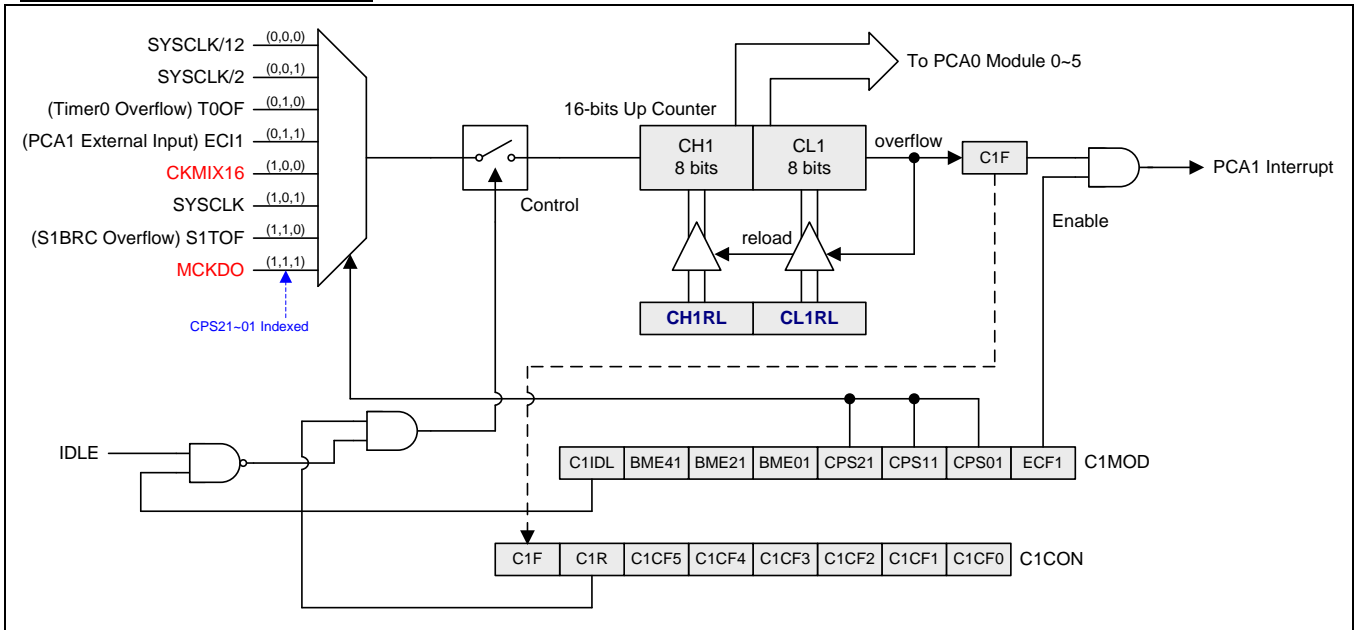 SYSCLK/12 (0,0,0)
SYSCLK/2 (0,0,1)
(Timer0 Overflow) T0OF (0,1,0)
(PCA1 External Input) ECI1 (0,1,1)
CKMIX16 (1,0,0)
SYSCLK (1,0,1)
(S1BRC Overflow) S1TOF (1,1,0)
MCKDO (1,1,1)
CPS21~01 Indexed
Control
To PCA0 Module 0~5
16-bits Up Counter
CH1 8 bits
CL1 8 bits
overflow
C1F
PCA1 Interrupt
Enable
reload
CH1RL CL1RL
IDLE
C1IDL BME41 BME21 BME01 CPS21 CPS11 CPS01 ECF1 C1MOD
C1F C1R C1CF5 C1CF4 C1CF3 C1CF2 C1CF1 C1CF0 C1CON